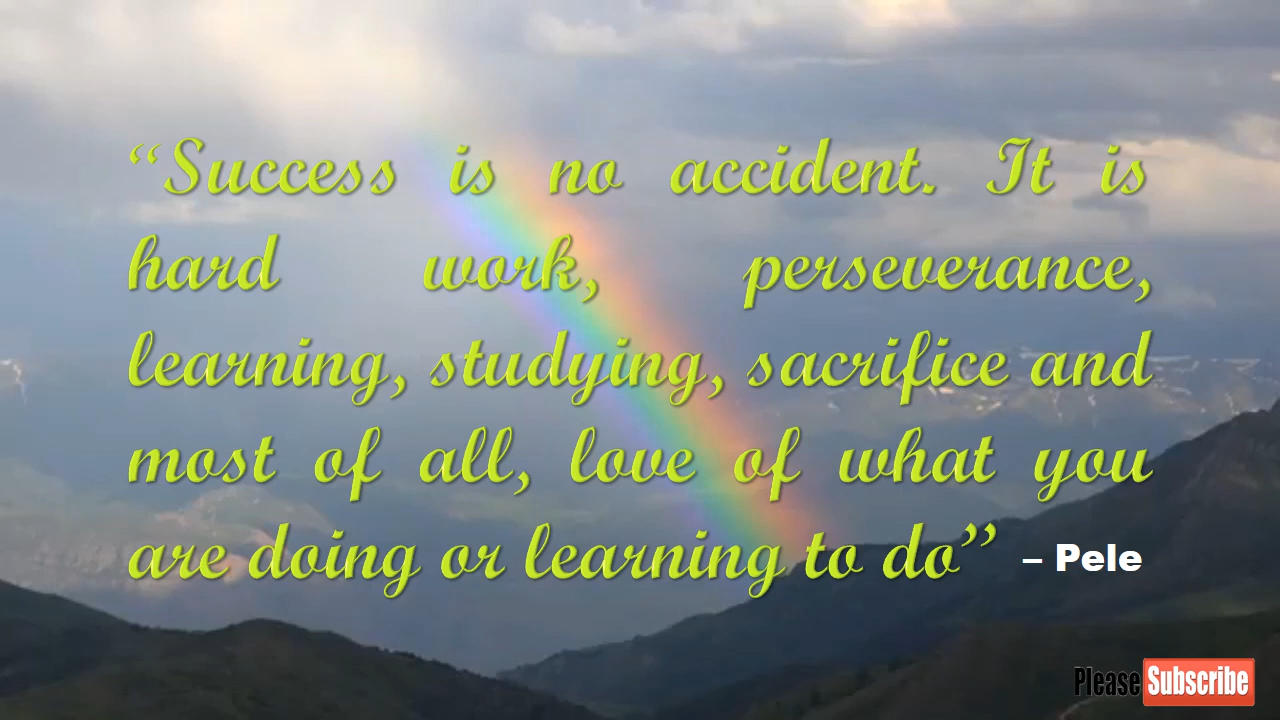 “Success is no accident. It is
hard work, perseverance,
learning, studying, sacrifice and
most of all, love of what you
are doing or learning to do” – Pele
Please Subscribe